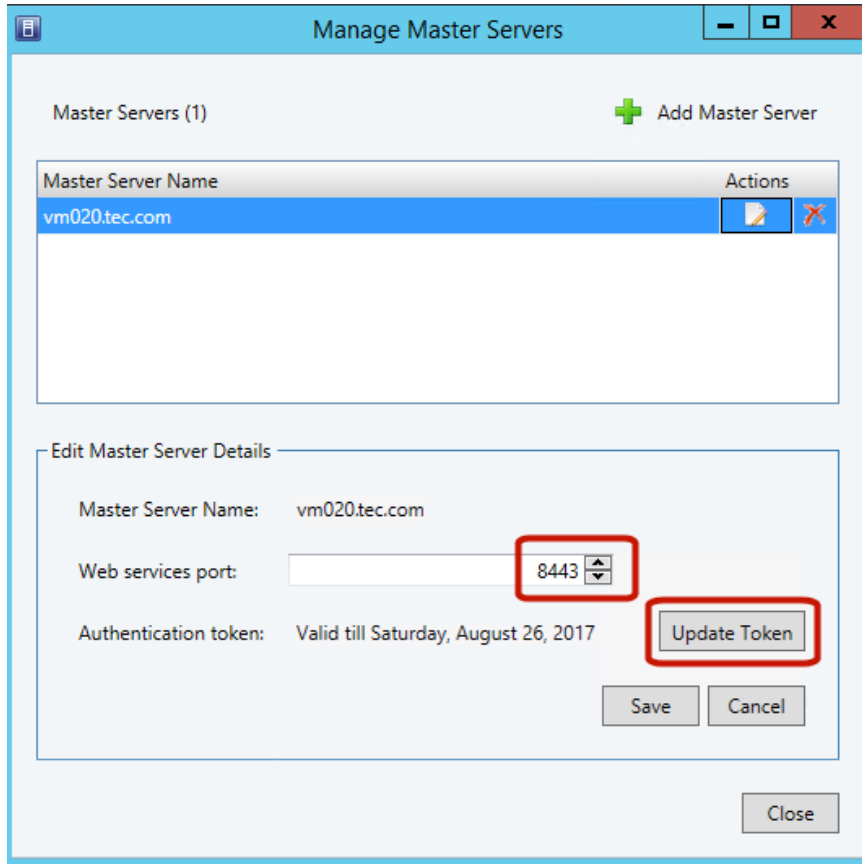 Manage Master Servers
Master Servers (1)
Add Master Server
Master Server Name Actions
vm020.tec.com
Edit Master Server Details
Master Server Name: vm020.tec.com
Web services port: 8443
Authentication token: Valid till Saturday, August 26, 2017 Update Token
Save Cancel
Close